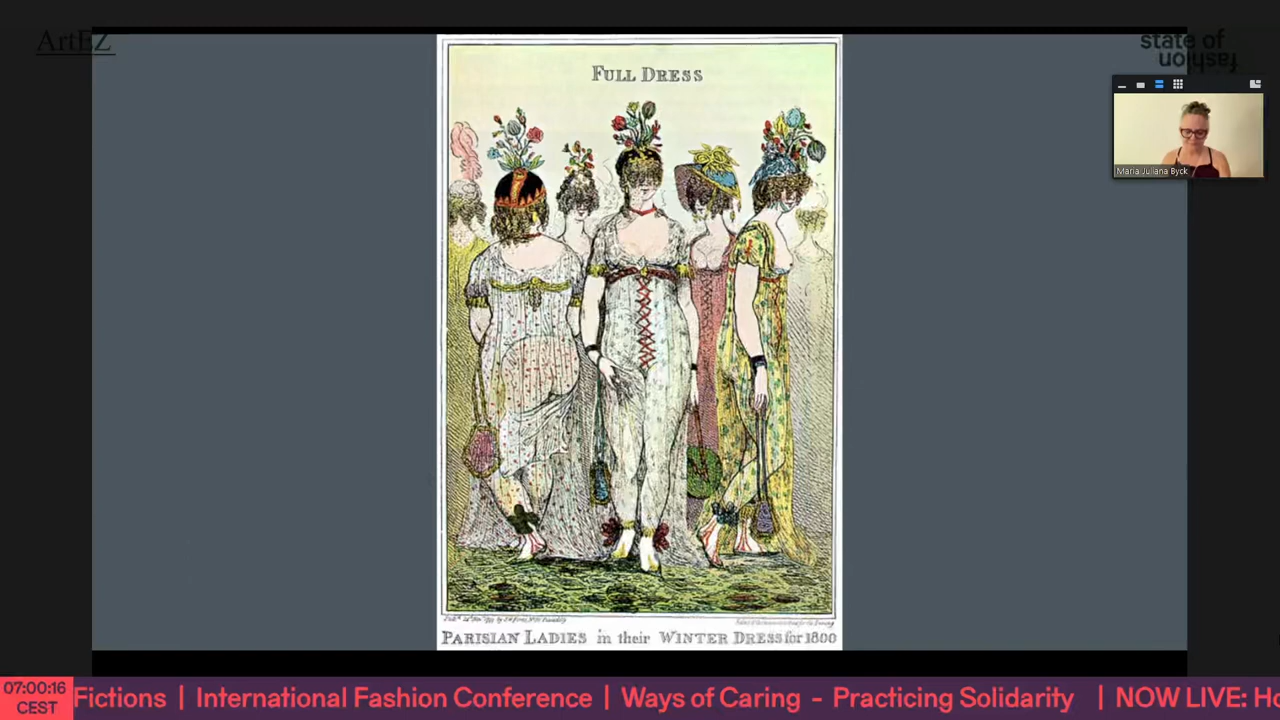 ArtEZ
state of
fashion
FULL DRESS
Maria Juliana Byck
PARISIAN LADIES in their WINTER DRESS for 1800
07:00:16
CEST
Fictions | International Fashion Conference | Ways of Caring - Practicing Solidarity | NOW LIVE: